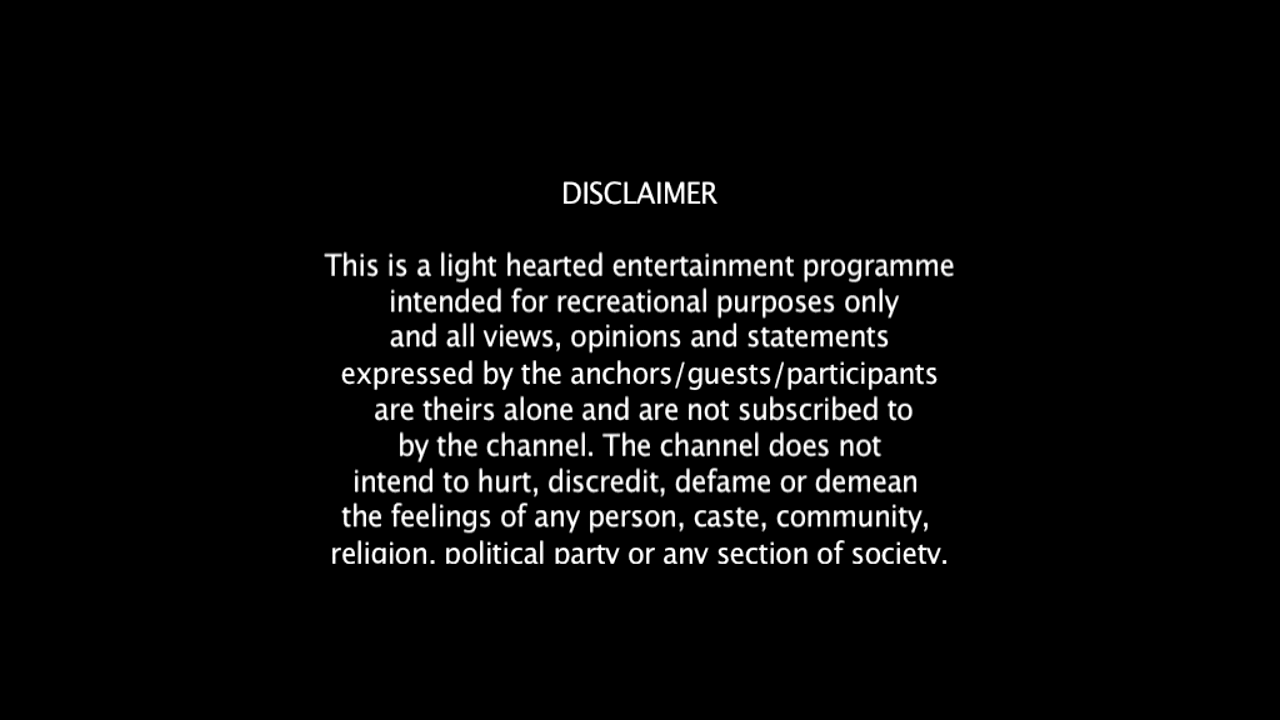 DISCLAIMER
This is a light hearted entertainment programme
intended for recreational purposes only
and all views, opinions and statements
expressed by the anchors/guests/participants
are theirs alone and are not subscribed to
by the channel. The channel does not
intend to hurt, discredit, defame or demean
the feelings of any person, caste, community,
religion, political party or any section of society.